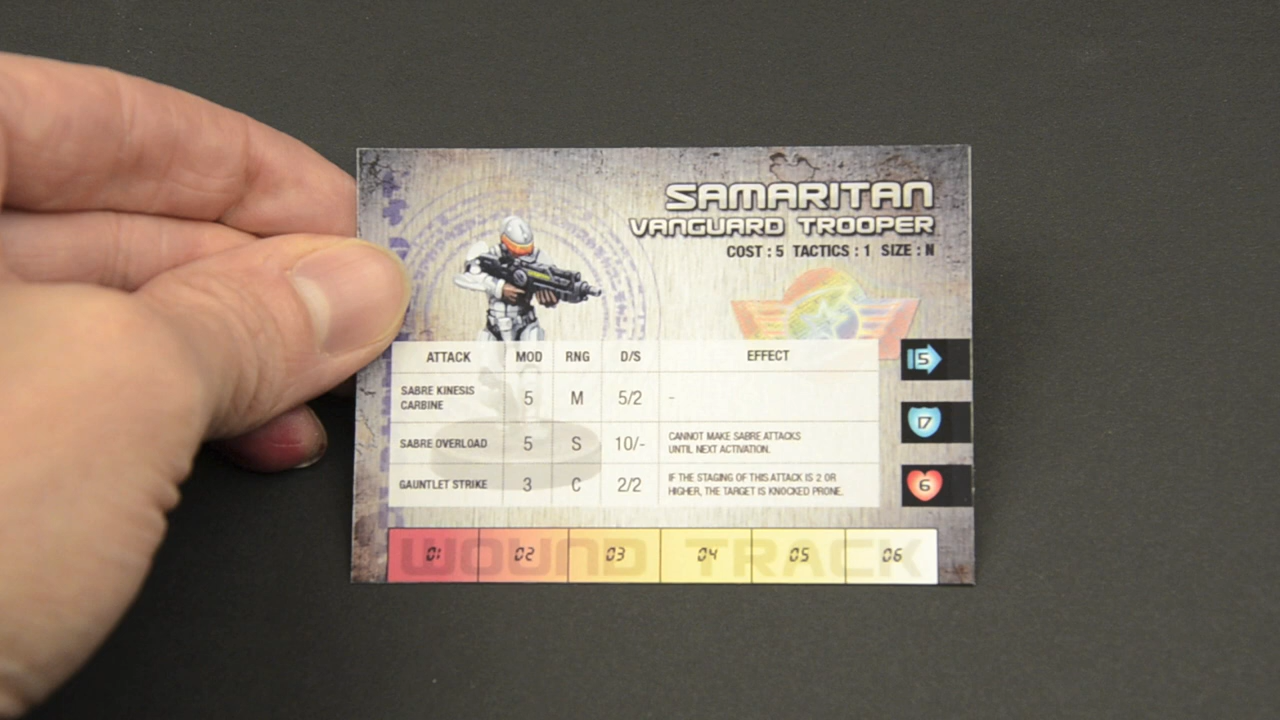 SAMARITAN
VANGUARD TROOPER
COST : 5 TACTICS : 1 SIZE : N
ATTACK MOD RNG D/S EFFECT
SABRE KINESIS
CARBINE 5 M 5/2 -
SABRE OVERLOAD 5 S 10/- CANNOT MAKE SABRE ATTACKS
UNTIL NEXT ACTIVATION.
GAUNTLET STRIKE 3 C 2/2 IF THE STAGING OF THIS ATTACK IS 2 OR
HIGHER, THE TARGET IS KNOCKED PRONE.
5
17
6
WOUND TRACK
01 02 03 04 05 06